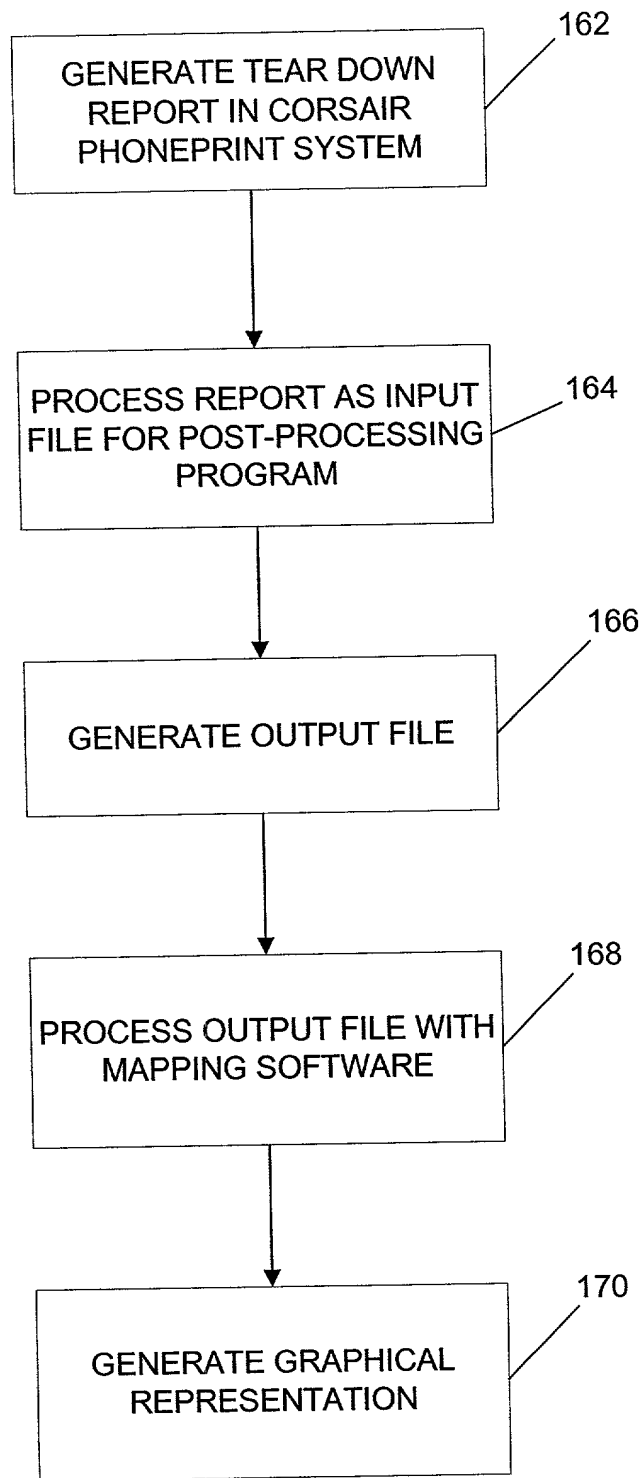 162
GENERATE TEAR DOWN
REPORT IN CORSAIR
PHONEPRINT SYSTEM
164
PROCESS REPORT AS INPUT
FILE FOR POST-PROCESSING
PROGRAM
166
GENERATE OUTPUT FILE
168
PROCESS OUTPUT FILE WITH
MAPPING SOFTWARE
170
GENERATE GRAPHICAL
REPRESENTATION